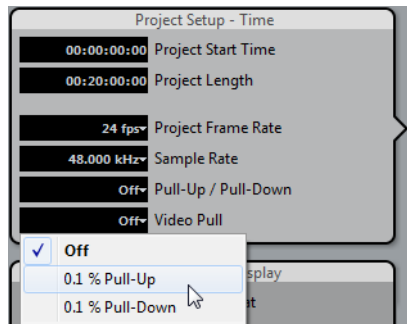 Project Setup - Time
00:00:00:00 Project Start Time
00:20:00:00 Project Length
24 fps Project Frame Rate
48.000 kHz Sample Rate
Off Pull-Up / Pull-Down
Off Video Pull
✓ Off
splay
0.1 % Pull-Up
at
0.1 % Pull-Down